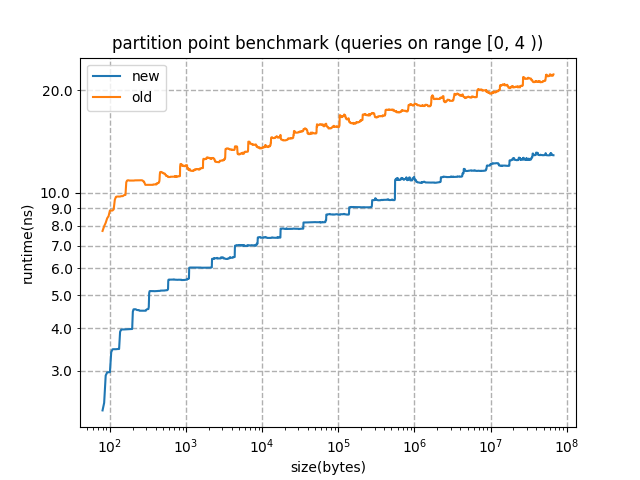 partition point benchmark (queries on range [0, 4 ))
new
old
20.0
10.0
9.0
8.0
7.0
6.0
5.0
4.0
3.0
runtime(ns)
10² 10³ 10⁴ 10⁵ 10⁶ 10⁷ 10⁸
size(bytes)